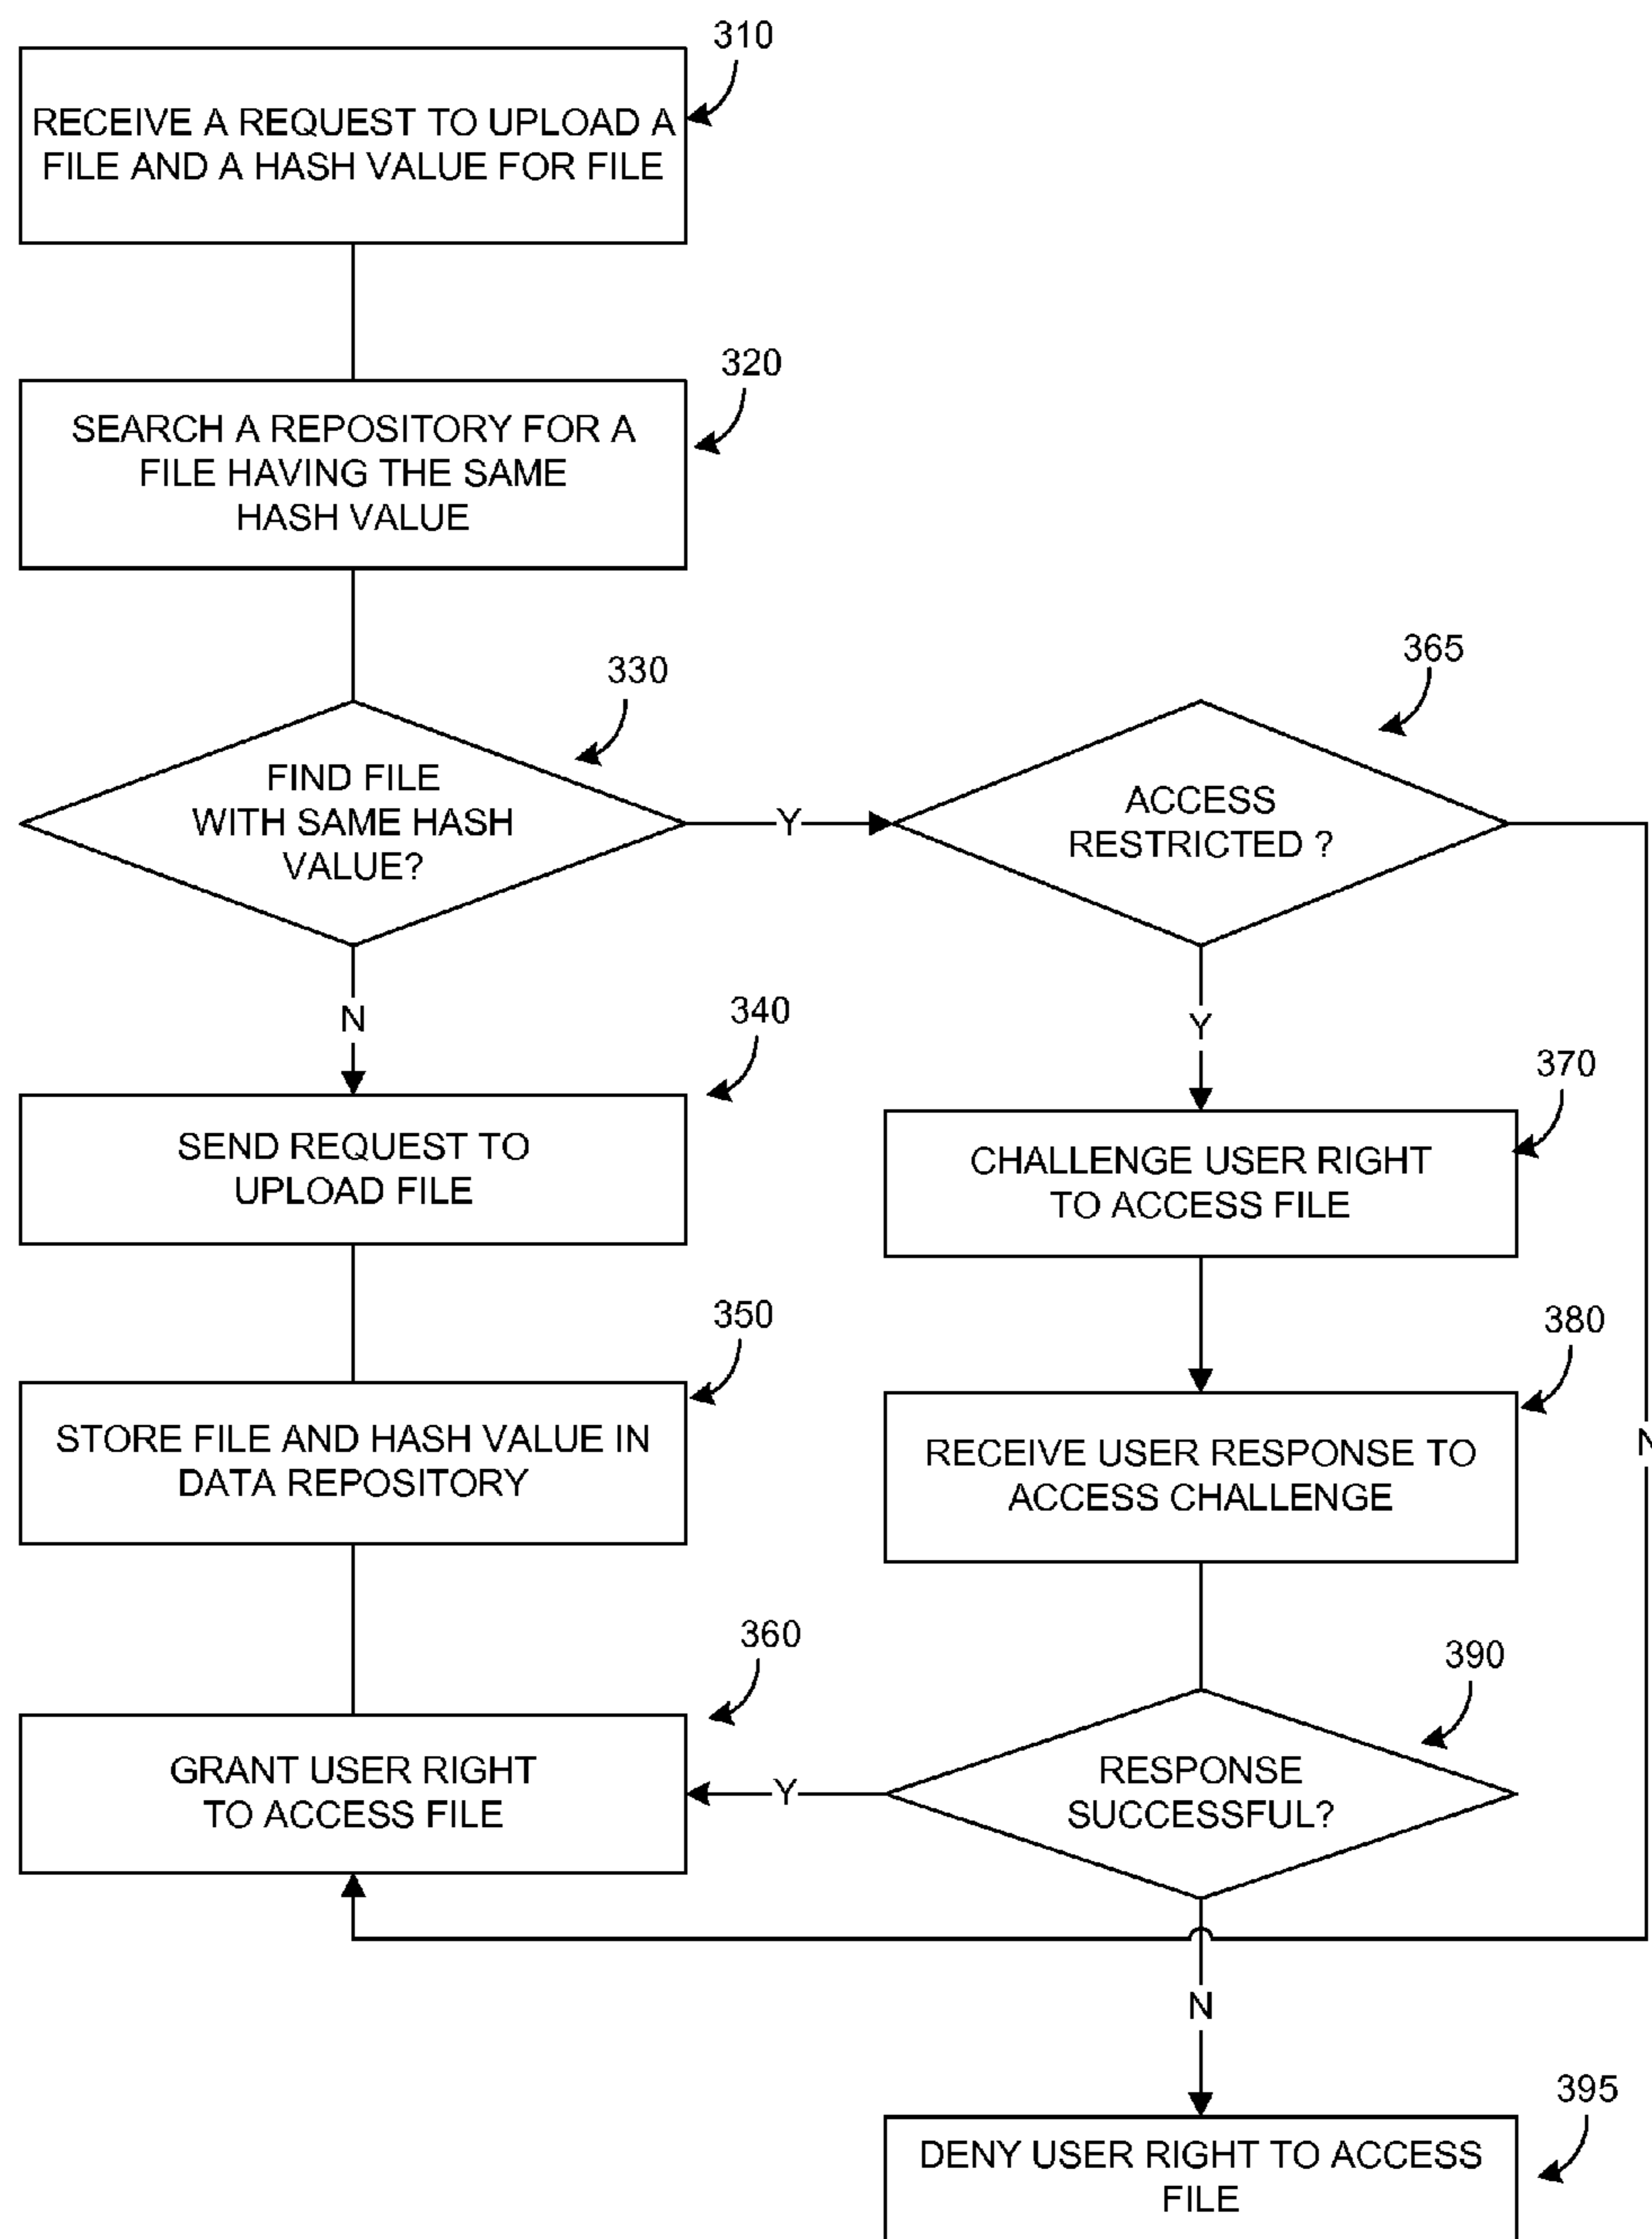 310
RECEIVE A REQUEST TO UPLOAD A
FILE AND A HASH VALUE FOR FILE
320
SEARCH A REPOSITORY FOR A
FILE HAVING THE SAME
HASH VALUE
330
FIND FILE
WITH SAME HASH
VALUE?
Y
365
ACCESS
RESTRICTED ?
N
Y
N
340
SEND REQUEST TO
UPLOAD FILE
370
CHALLENGE USER RIGHT
TO ACCESS FILE
350
STORE FILE AND HASH VALUE IN
DATA REPOSITORY
380
RECEIVE USER RESPONSE TO
ACCESS CHALLENGE
360
GRANT USER RIGHT
TO ACCESS FILE
Y
390
RESPONSE
SUCCESSFUL?
N
395
DENY USER RIGHT TO ACCESS
FILE